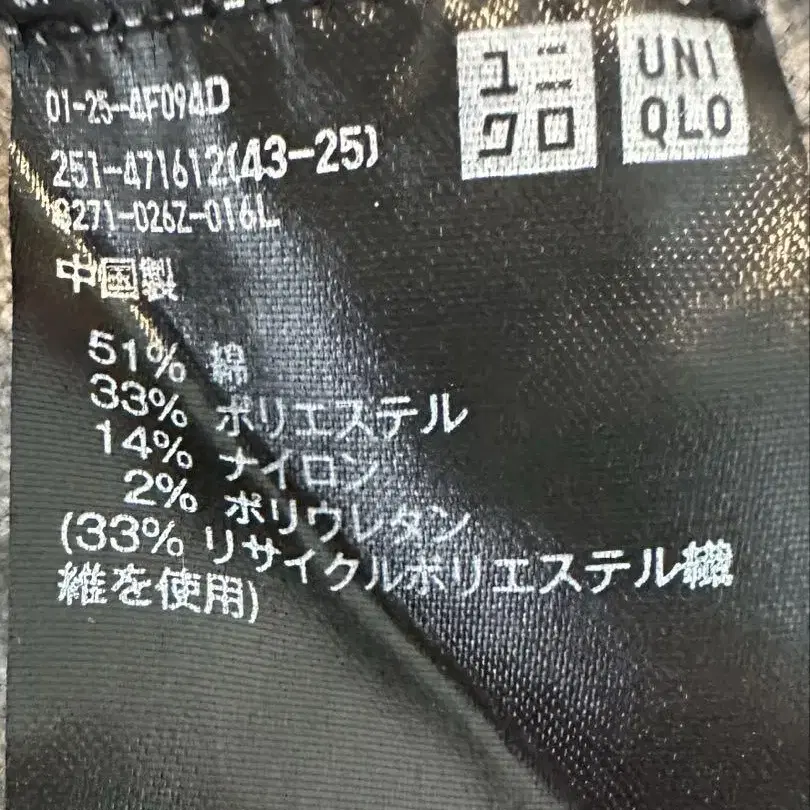 ユニ
クロ
UNI
QLO
01-25-4F094D
251-471612(43-25)
S271-026Z-016L
中国製
51% 綿
33% ポリエステル
14% ナイロン
2% ポリウレタン
(33% リサイクルポリエステル繊
維を使用)